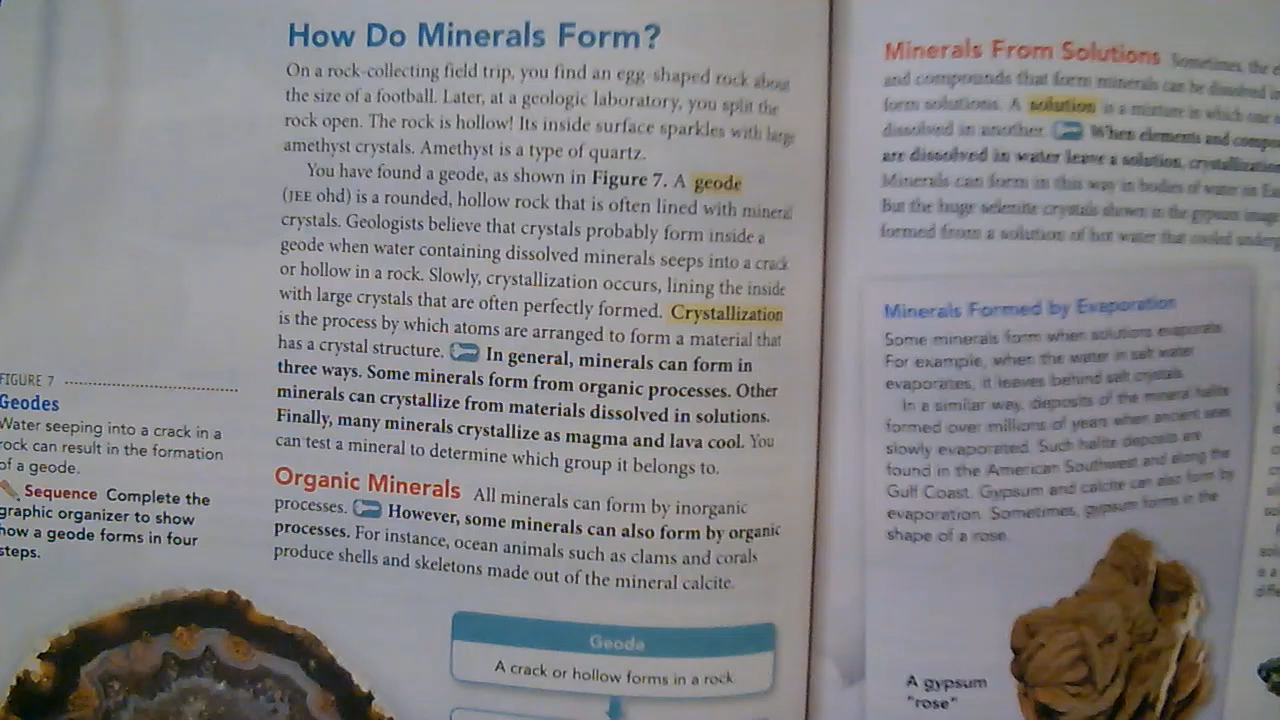 How Do Minerals Form?
On a rock-collecting field trip, you find an egg-shaped rock about
the size of a football. Later, at a geologic laboratory, you split the
rock open. The rock is hollow! Its inside surface sparkles with large
amethyst crystals. Amethyst is a type of quartz.
You have found a geode, as shown in Figure 7. A geode
(JEE ohd) is a rounded, hollow rock that is often lined with mineral
crystals. Geologists believe that crystals probably form inside a
geode when water containing dissolved minerals seeps into a crack
or hollow in a rock. Slowly, crystallization occurs, lining the inside
with large crystals that are often perfectly formed. Crystallization
is the process by which atoms are arranged to form a material that
has a crystal structure. In general, minerals can form in
three ways. Some minerals form from organic processes. Other
minerals can crystallize from materials dissolved in solutions.
Finally, many minerals crystallize as magma and lava cool. You
can test a mineral to determine which group it belongs to.
Organic Minerals All minerals can form by inorganic
processes. However, some minerals can also form by organic
processes. For instance, ocean animals such as clams and corals
produce shells and skeletons made out of the mineral calcite.
FIGURE 7
Geodes
Water seeping into a crack in a
rock can result in the formation
of a geode.
Sequence Complete the
graphic organizer to show
how a geode forms in four
steps.
Geode
A crack or hollow forms in a rock
Minerals From Solutions Sometimes, the
and compounds that form minerals can be dissolved
form solutions. A solution is a mixture in which one
dissolved in another. When elements and
are dissolved in water leave a solution,
Minerals can form in this way in bodies of water on
But the huge selenite crystals shown in the gypsum
formed from a solution of hot water that cooled
Minerals Formed by Evaporation
Some minerals form when solutions evaporate.
For example, when the water in salt water
evaporates, it leaves behind salt crystals.
In a similar way, deposits of the mineral halite
formed over millions of years when ancient seas
slowly evaporated. Such halite deposits are
found in the American Southwest and along the
Gulf Coast. Gypsum and calcite can also form by
evaporation. Sometimes, gypsum forms in the
shape of a rose.
A gypsum
"rose"